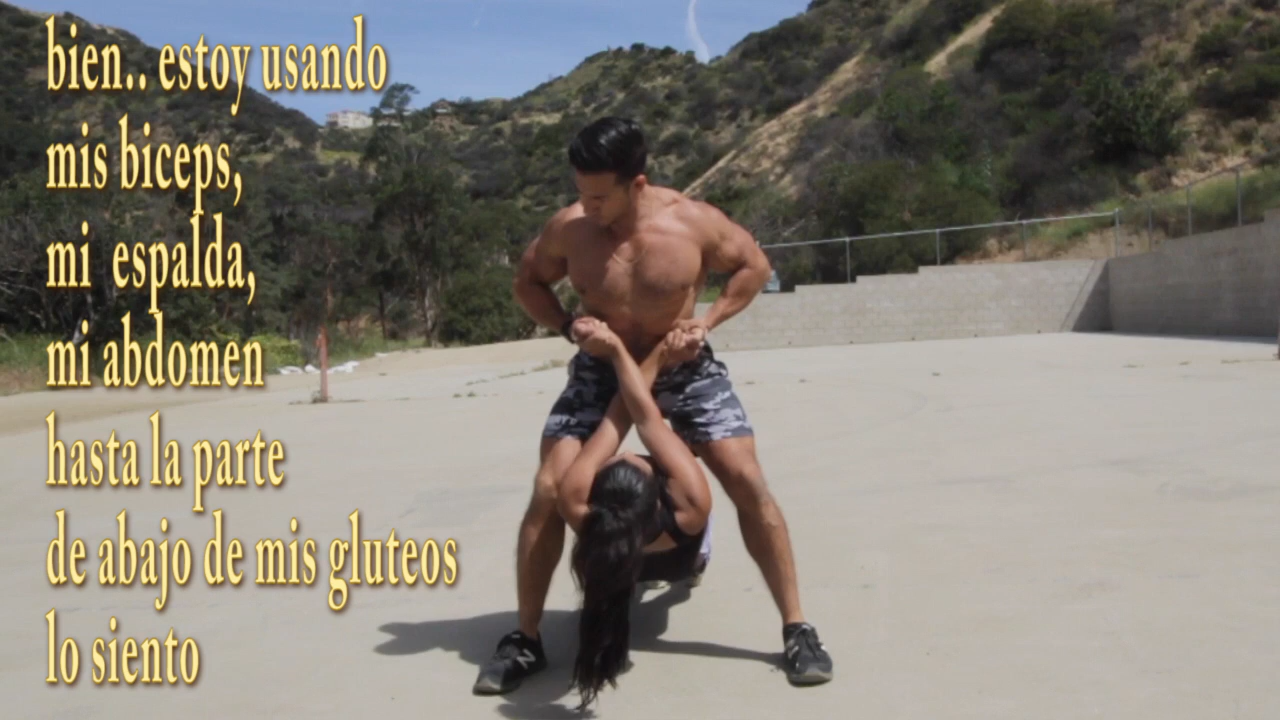 bien.. estoy usando
mis biceps,
mi espalda,
mi abdomen
hasta la parte
de abajo de mis gluteos
lo siento